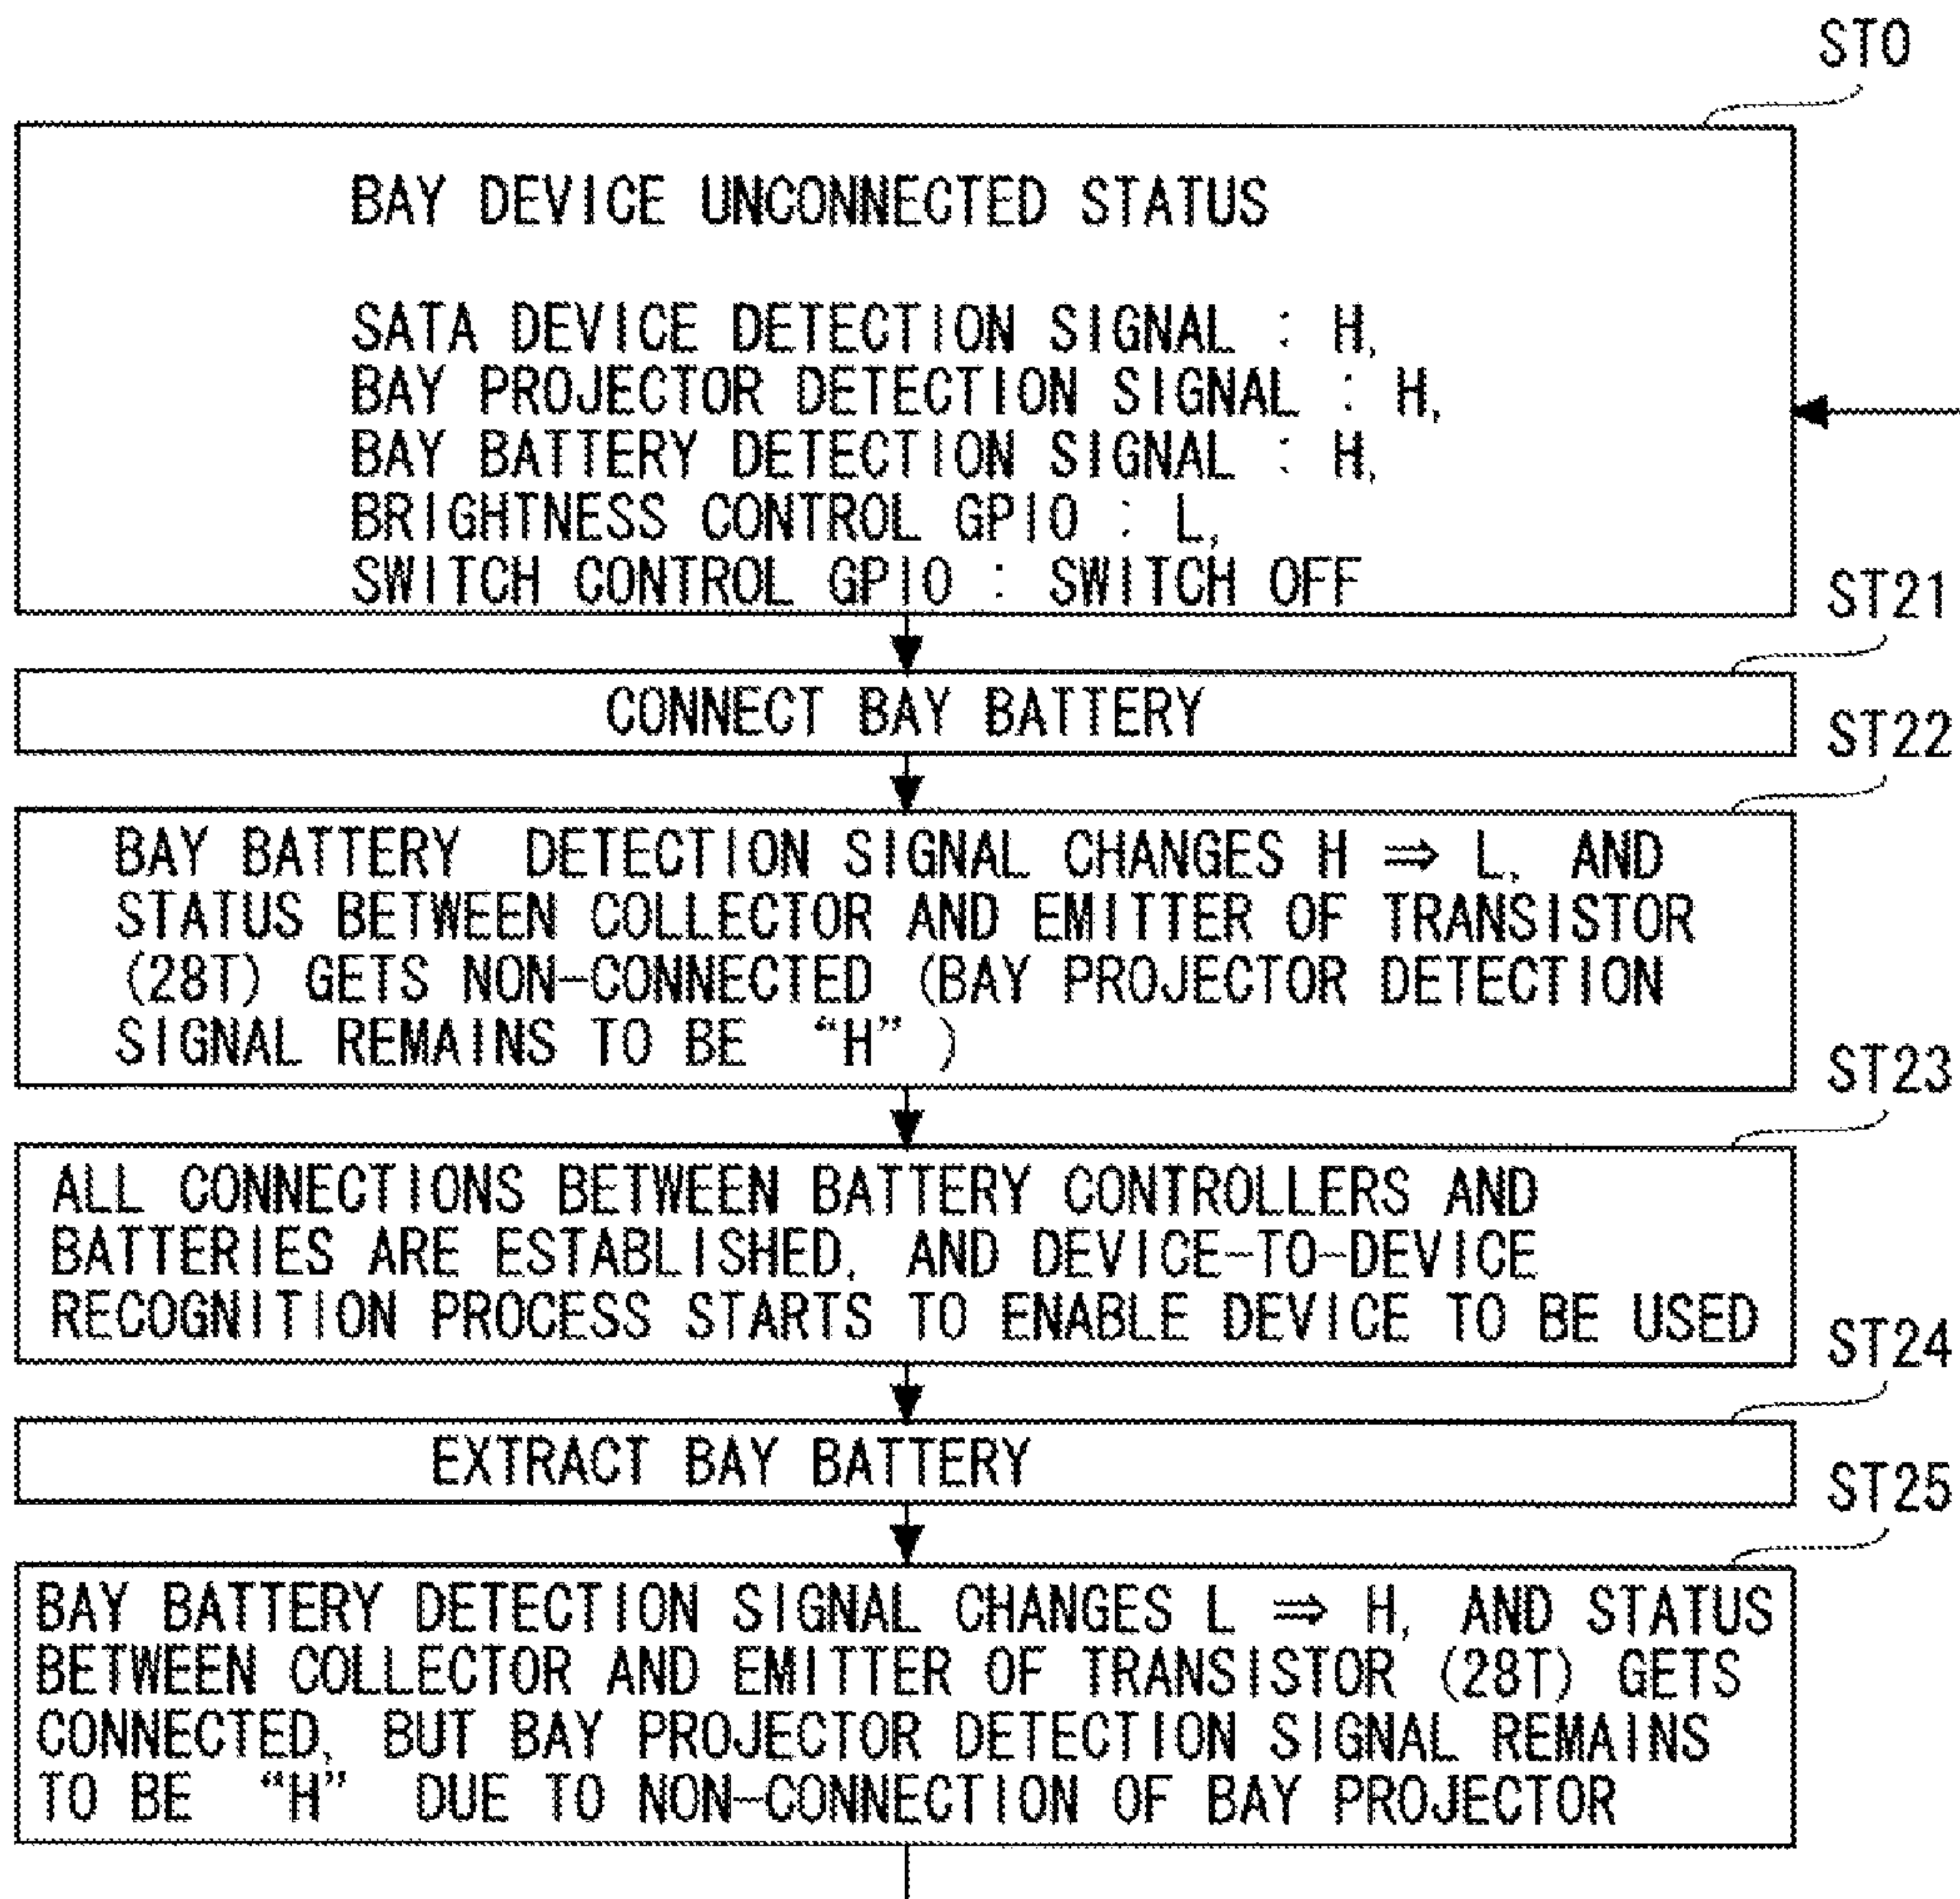 ST0
BAY DEVICE UNCONNECTED STATUS
SATA DEVICE DETECTION SIGNAL : H,
BAY PROJECTOR DETECTION SIGNAL : H,
BAY BATTERY DETECTION SIGNAL : H,
BRIGHTNESS CONTROL GPIO : L,
SWITCH CONTROL GPIO : SWITCH OFF
ST21
CONNECT BAY BATTERY
ST22
BAY BATTERY DETECTION SIGNAL CHANGES H ⇒ L, AND
STATUS BETWEEN COLLECTOR AND EMITTER OF TRANSISTOR
(28T) GETS NON-CONNECTED (BAY PROJECTOR DETECTION
SIGNAL REMAINS TO BE “H”)
ST23
ALL CONNECTIONS BETWEEN BATTERY CONTROLLERS AND
BATTERIES ARE ESTABLISHED, AND DEVICE-TO-DEVICE
RECOGNITION PROCESS STARTS TO ENABLE DEVICE TO BE USED
ST24
EXTRACT BAY BATTERY
ST25
BAY BATTERY DETECTION SIGNAL CHANGES L ⇒ H, AND STATUS
BETWEEN COLLECTOR AND EMITTER OF TRANSISTOR (28T) GETS
CONNECTED, BUT BAY PROJECTOR DETECTION SIGNAL REMAINS
TO BE “H” DUE TO NON-CONNECTION OF BAY PROJECTOR